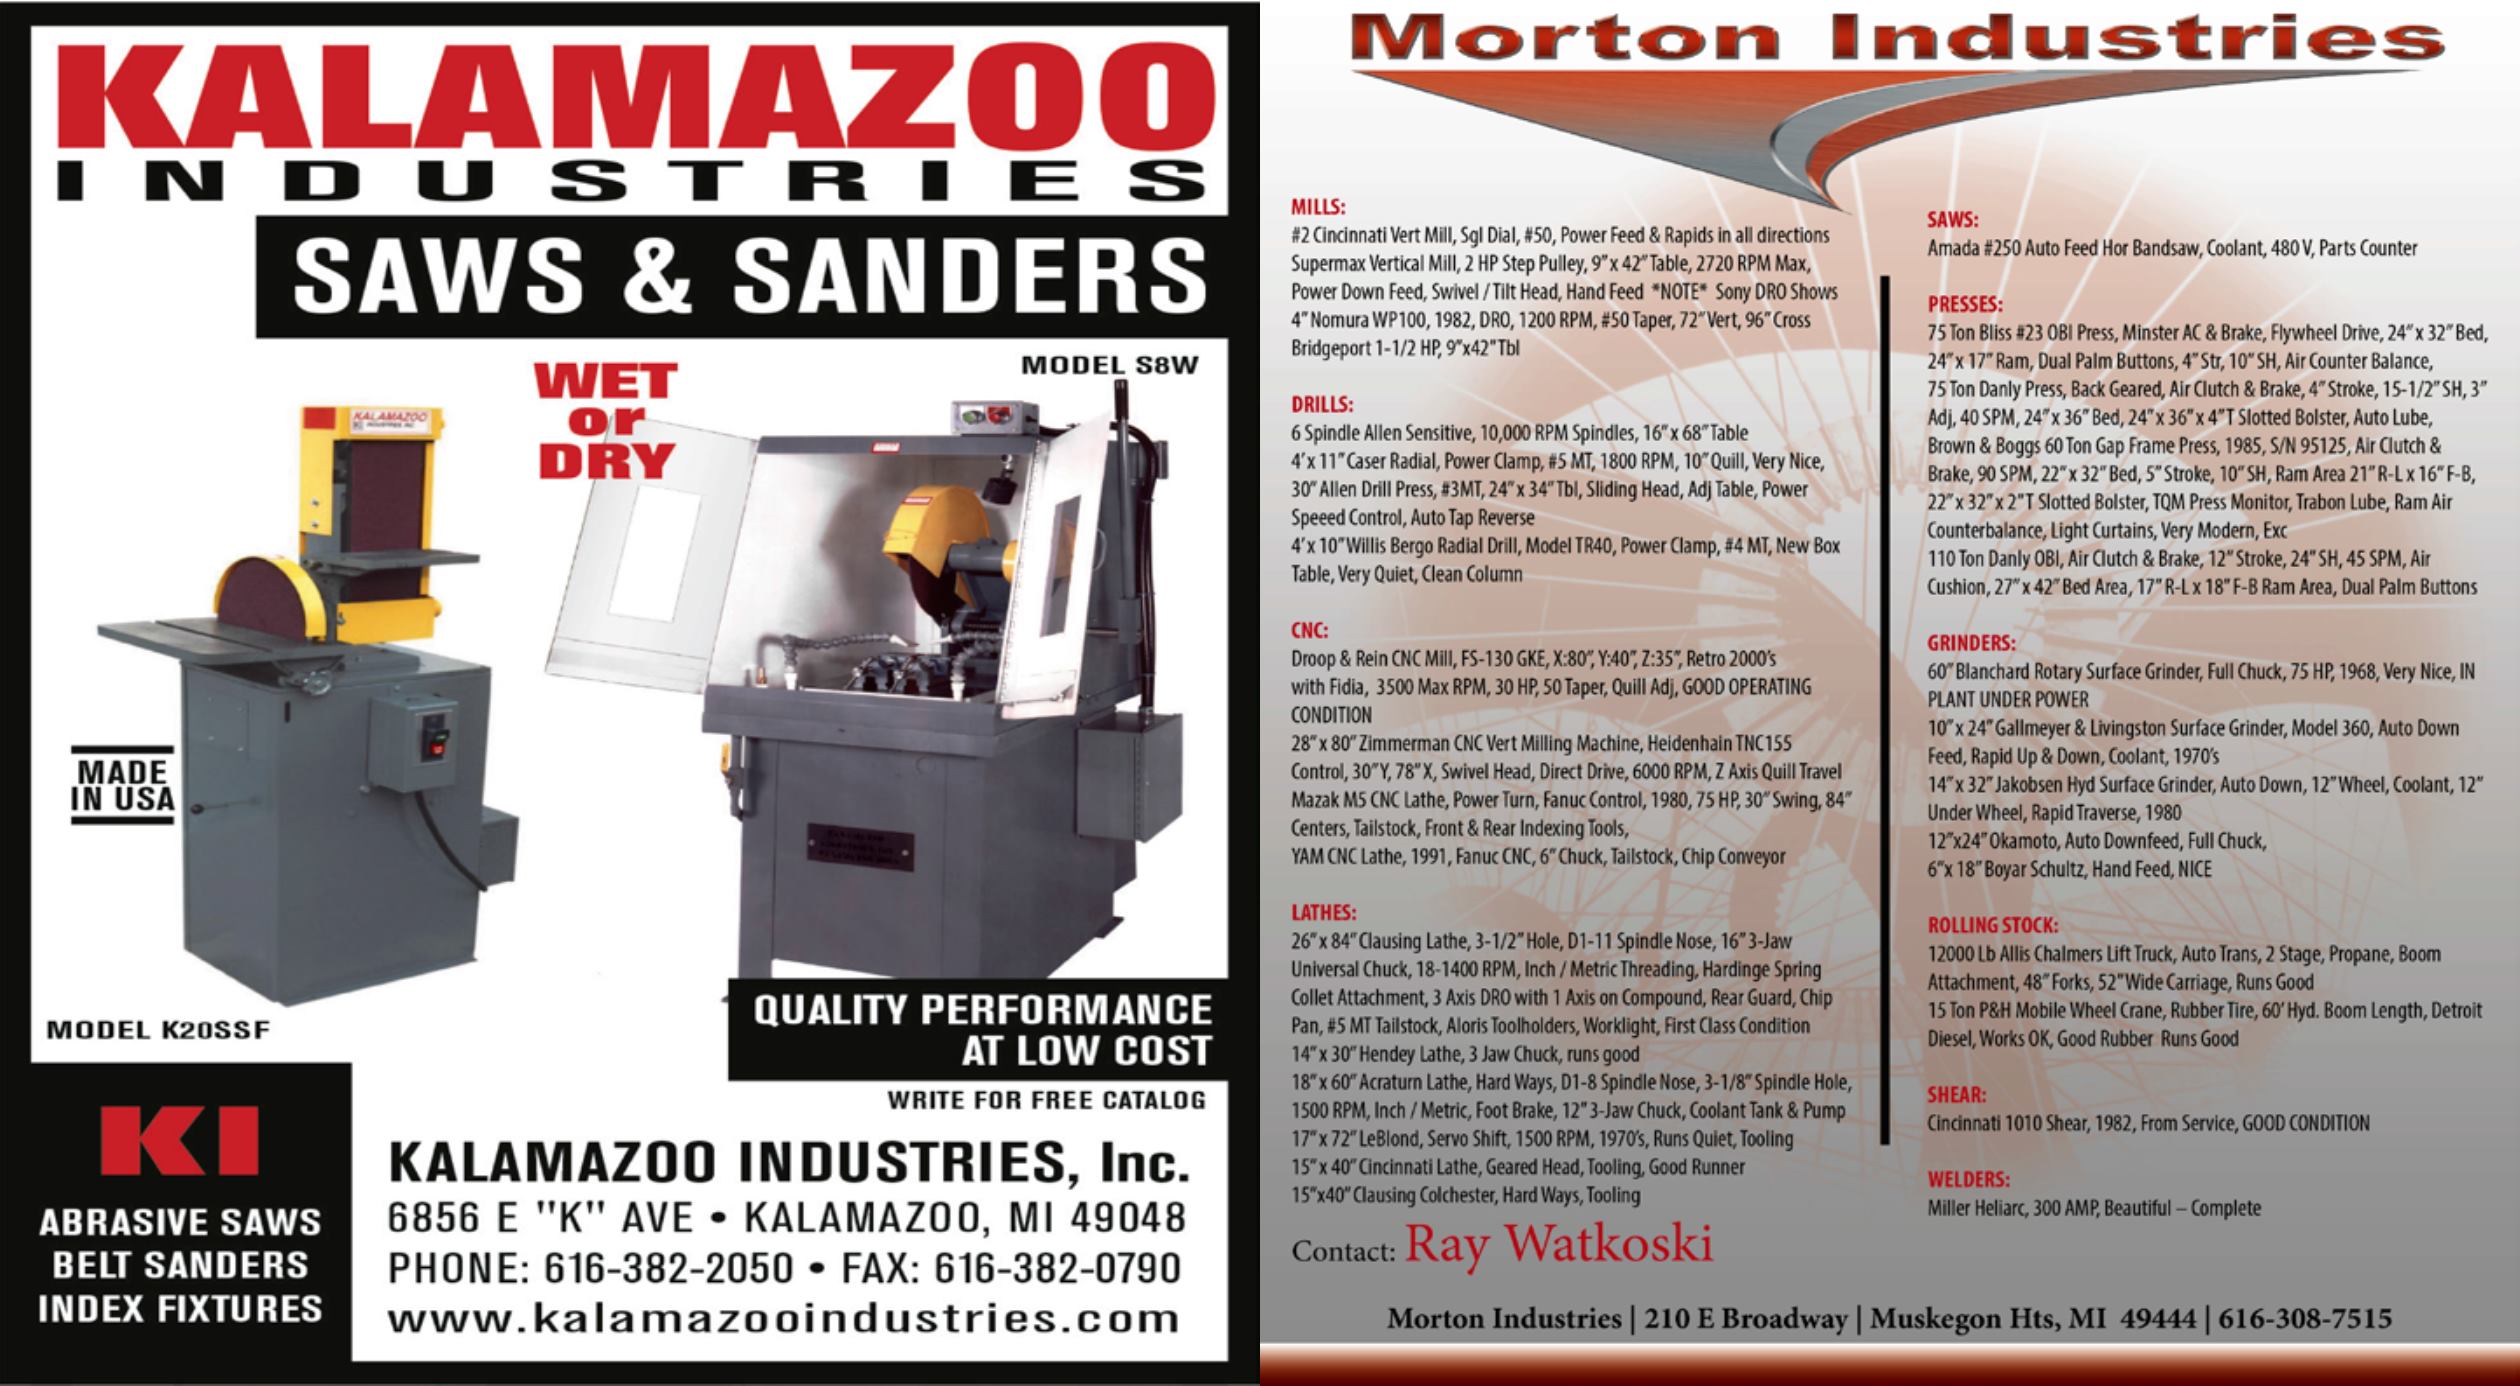 KALAMAZOO
INDUSTRIES
SAWS & SANDERS
WET
or
DRY
MODEL S8W
KALAMAZOO
INDUSTRIES, INC.
MADE
IN USA
MODEL K20SSF
QUALITY PERFORMANCE
AT LOW COST
WRITE FOR FREE CATALOG
KI
ABRASIVE SAWS
BELT SANDERS
INDEX FIXTURES
KALAMAZOO INDUSTRIES, Inc.
6856 E "K" AVE • KALAMAZOO, MI 49048
PHONE: 616-382-2050 • FAX: 616-382-0790
www.kalamazooindustries.com
Morton Industries
MILLS:
#2 Cincinnati Vert Mill, Sgl Dial, #50, Power Feed & Rapids in all directions
Supermax Vertical Mill, 2 HP Step Pulley, 9" x 42" Table, 2720 RPM Max,
Power Down Feed, Swivel / Tilt Head, Hand Feed *NOTE* Sony DRO Shows
4" Nomura WP100, 1982, DRO, 1200 RPM, #50 Taper, 72" Vert, 96" Cross
Bridgeport 1-1/2 HP, 9"x42"Tbl
DRILLS:
6 Spindle Allen Sensitive, 10,000 RPM Spindles, 16" x 68" Table
4' x 11" Caser Radial, Power Clamp, #5 MT, 1800 RPM, 10" Quill, Very Nice,
30" Allen Drill Press, #3MT, 24" x 34" Tbl, Sliding Head, Adj Table, Power
Speeed Control, Auto Tap Reverse
4' x 10" Willis Bergo Radial Drill, Model TR40, Power Clamp, #4 MT, New Box
Table, Very Quiet, Clean Column
CNC:
Droop & Rein CNC Mill, FS-130 GKE, X:80", Y:40", Z:35", Retro 2000's
with Fidia, 3500 Max RPM, 30 HP, 50 Taper, Quill Adj, GOOD OPERATING
CONDITION
28" x 80" Zimmerman CNC Vert Milling Machine, Heidenhain TNC155
Control, 30" Y, 78" X, Swivel Head, Direct Drive, 6000 RPM, Z Axis Quill Travel
Mazak M5 CNC Lathe, Power Turn, Fanuc Control, 1980, 75 HP, 30" Swing, 84"
Centers, Tailstock, Front & Rear Indexing Tools,
YAM CNC Lathe, 1991, Fanuc CNC, 6" Chuck, Tailstock, Chip Conveyor
LATHES:
26" x 84" Clausing Lathe, 3-1/2" Hole, D1-11 Spindle Nose, 16" 3-Jaw
Universal Chuck, 18-1400 RPM, Inch / Metric Threading, Hardinge Spring
Collet Attachment, 3 Axis DRO with 1 Axis on Compound, Rear Guard, Chip
Pan, #5 MT Tailstock, Aloris Toolholders, Worklight, First Class Condition
14" x 30" Hendey Lathe, 3 Jaw Chuck, runs good
18" x 60" Acraturn Lathe, Hard Ways, D1-8 Spindle Nose, 3-1/8" Spindle Hole,
1500 RPM, Inch / Metric, Foot Brake, 12" 3-Jaw Chuck, Coolant Tank & Pump
17" x 72" LeBlond, Servo Shift, 1500 RPM, 1970's, Runs Quiet, Tooling
15" x 40" Cincinnati Lathe, Geared Head, Tooling, Good Runner
15"x40" Clausing Colchester, Hard Ways, Tooling
SAWS:
Amada #250 Auto Feed Hor Bandsaw, Coolant, 480 V, Parts Counter
PRESSES:
75 Ton Bliss #23 OBI Press, Minster AC & Brake, Flywheel Drive, 24" x 32" Bed,
24" x 17" Ram, Dual Palm Buttons, 4" Str, 10" SH, Air Counter Balance,
75 Ton Danly Press, Back Geared, Air Clutch & Brake, 4" Stroke, 15-1/2" SH, 3"
Adj, 40 SPM, 24" x 36" Bed, 24" x 36" x 4" T Slotted Bolster, Auto Lube,
Brown & Boggs 60 Ton Gap Frame Press, 1985, S/N 95125, Air Clutch &
Brake, 90 SPM, 22" x 32" Bed, 5" Stroke, 10" SH, Ram Area 21" R-L x 16" F-B,
22" x 32" x 2" T Slotted Bolster, TQM Press Monitor, Trabon Lube, Ram Air
Counterbalance, Light Curtains, Very Modern, Exc
110 Ton Danly OBI, Air Clutch & Brake, 12" Stroke, 24" SH, 45 SPM, Air
Cushion, 27" x 42" Bed Area, 17" R-L x 18" F-B Ram Area, Dual Palm Buttons
GRINDERS:
60" Blanchard Rotary Surface Grinder, Full Chuck, 75 HP, 1968, Very Nice, IN
PLANT UNDER POWER
10" x 24" Gallmeyer & Livingston Surface Grinder, Model 360, Auto Down
Feed, Rapid Up & Down, Coolant, 1970's
14" x 32" Jakobsen Hyd Surface Grinder, Auto Down, 12" Wheel, Coolant, 12"
Under Wheel, Rapid Traverse, 1980
12"x24" Okamoto, Auto Downfeed, Full Chuck,
6"x 18" Boyar Schultz, Hand Feed, NICE
ROLLING STOCK:
12000 Lb Allis Chalmers Lift Truck, Auto Trans, 2 Stage, Propane, Boom
Attachment, 48" Forks, 52" Wide Carriage, Runs Good
15 Ton P&H Mobile Wheel Crane, Rubber Tire, 60' Hyd. Boom Length, Detroit
Diesel, Works OK, Good Rubber Runs Good
SHEAR:
Cincinnati 1010 Shear, 1982, From Service, GOOD CONDITION
WELDERS:
Miller Heliarc, 300 AMP, Beautiful – Complete
Contact: Ray Watkoski
Morton Industries | 210 E Broadway | Muskegon Hts, MI 49444 | 616-308-7515